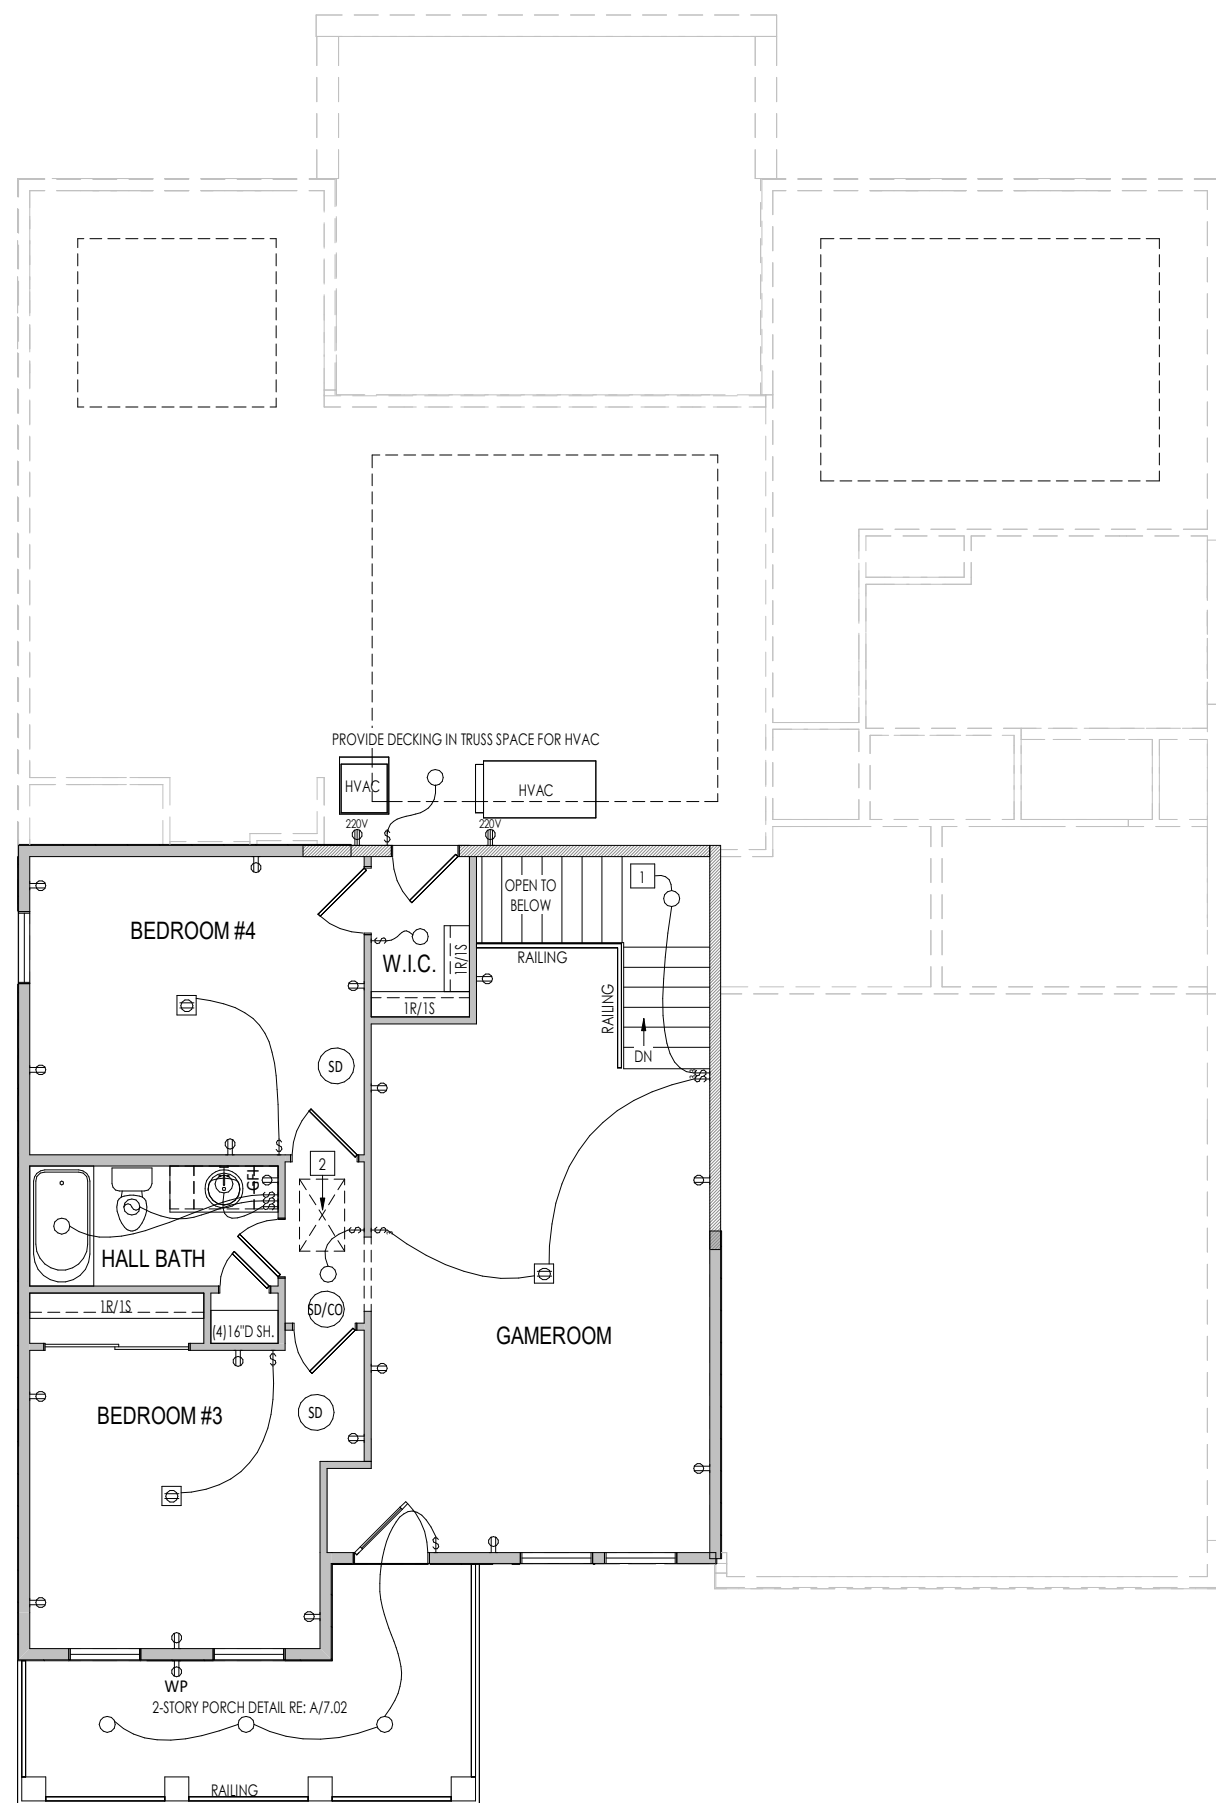 PROVIDE DECKING IN TRUSS SPACE FOR HVAC
HVAC
HVAC
220V
220V
$
1
OPEN TO
BELOW
BEDROOM #4
$
W.I.C.
1R/1S
RAILING
1R/1S
RAILING
DN
SD
$
2
GFI
$$$
HALL BATH
$
$
1R/1S
SD/CO
(4)16"D SH.
GAMEROOM
$
BEDROOM #3
SD
$
WP
2-STORY PORCH DETAIL RE: A/7.02
RAILING